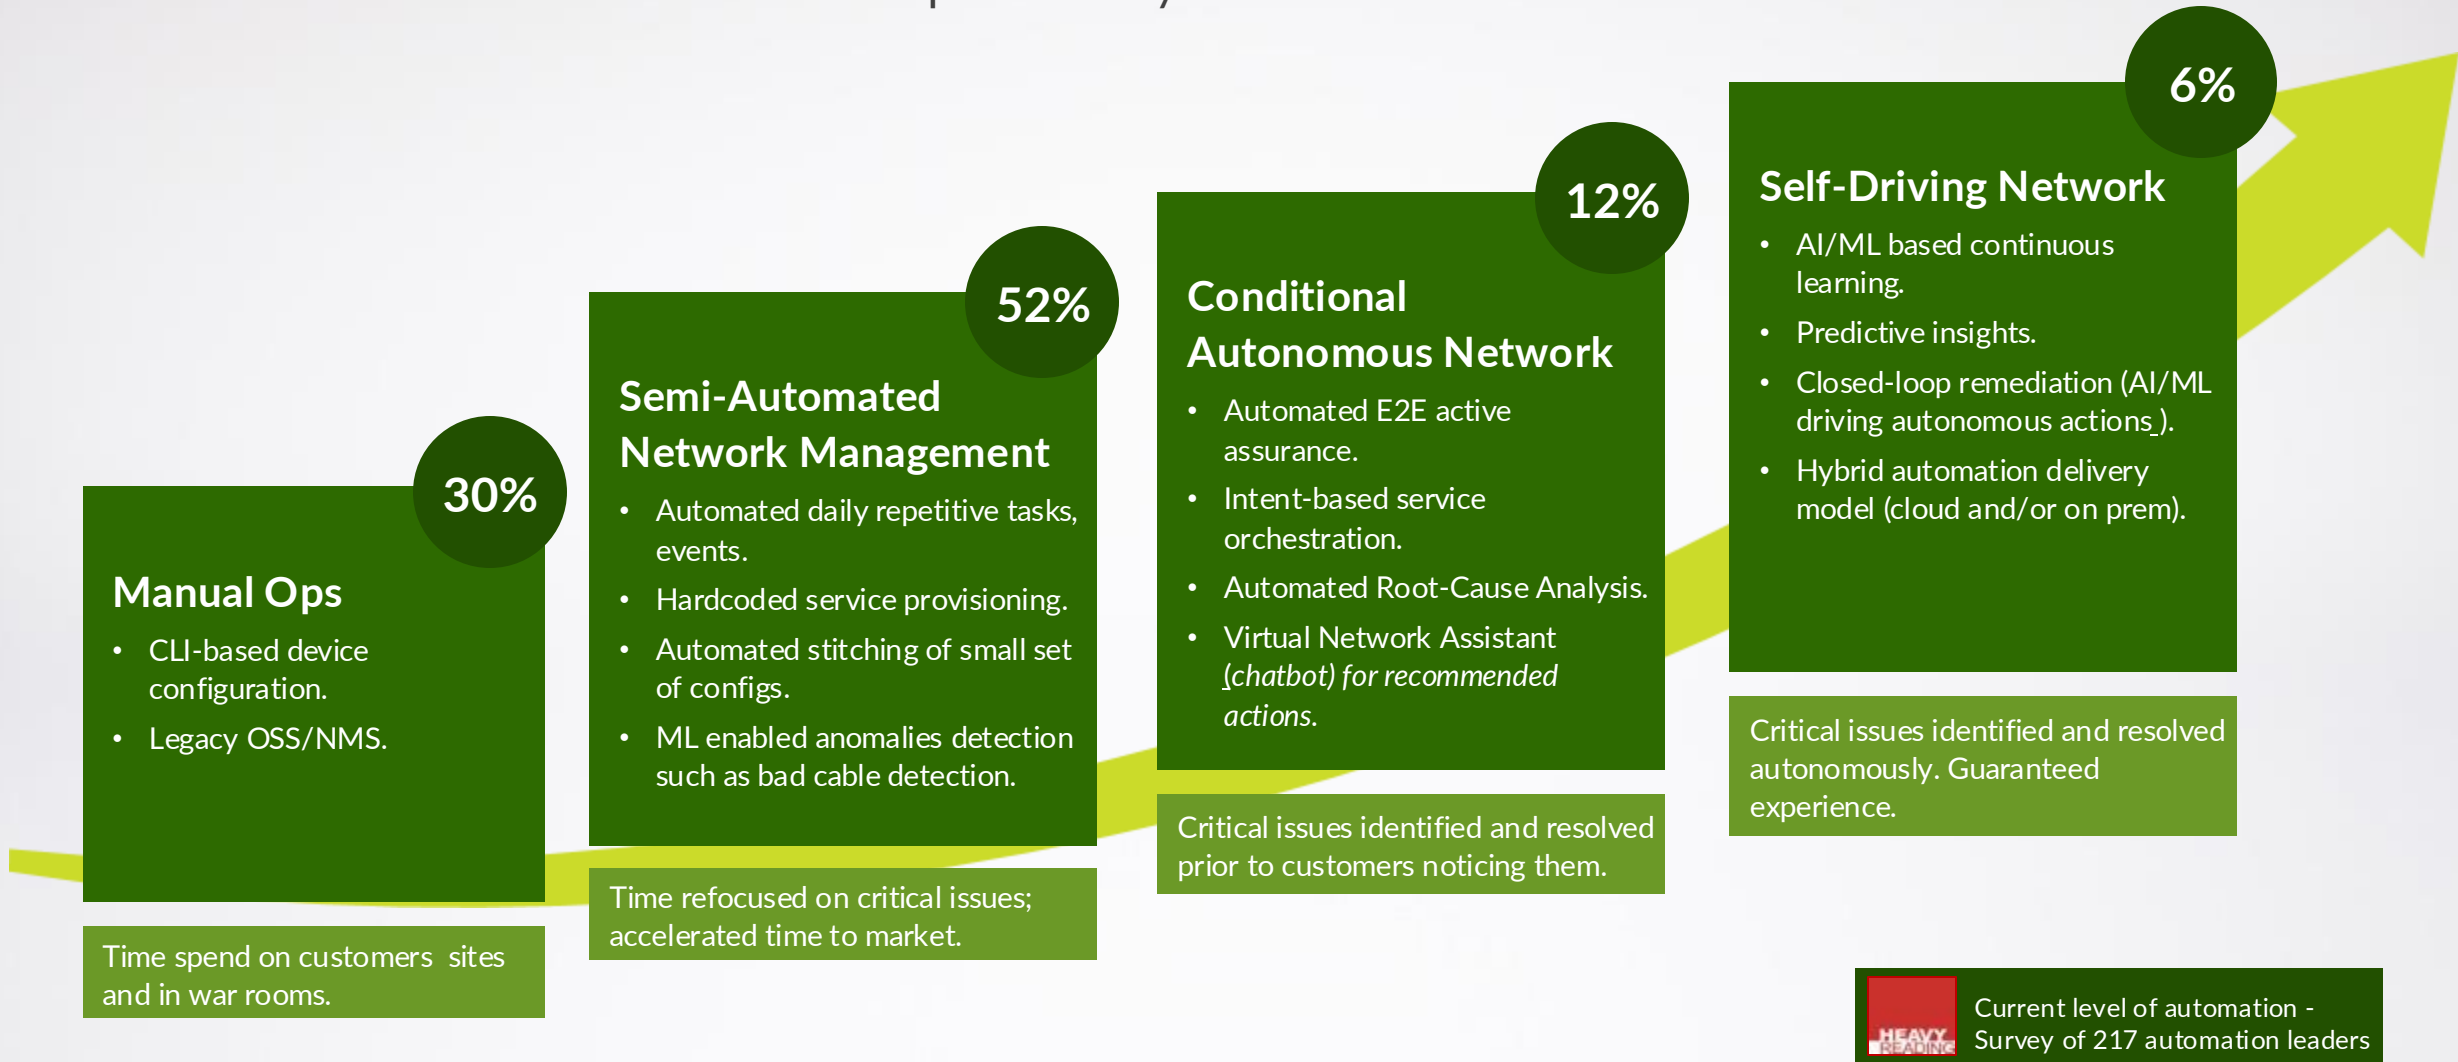 30%
Manual Ops
• CLI-based device
configuration.
• Legacy OSS/NMS.
Time spend on customers  sites
and in war rooms.
52%
Semi-Automated
Network Management
• Automated daily repetitive tasks,
events.
• Hardcoded service provisioning.
• Automated stitching of small set
of configs.
• ML enabled anomalies detection
such as bad cable detection.
Time refocused on critical issues;
accelerated time to market.
12%
Conditional
Autonomous Network
• Automated E2E active
assurance.
• Intent-based service
orchestration.
• Automated Root-Cause Analysis.
• Virtual Network Assistant
(chatbot) for recommended
actions.
Critical issues identified and resolved
prior to customers noticing them.
6%
Self-Driving Network
• AI/ML based continuous
learning.
• Predictive insights.
• Closed-loop remediation (AI/ML
driving autonomous actions ).
• Hybrid automation delivery
model (cloud and/or on prem).
Critical issues identified and resolved
autonomously. Guaranteed
experience.
HEAVY
READING
Current level of automation -
Survey of 217 automation leaders